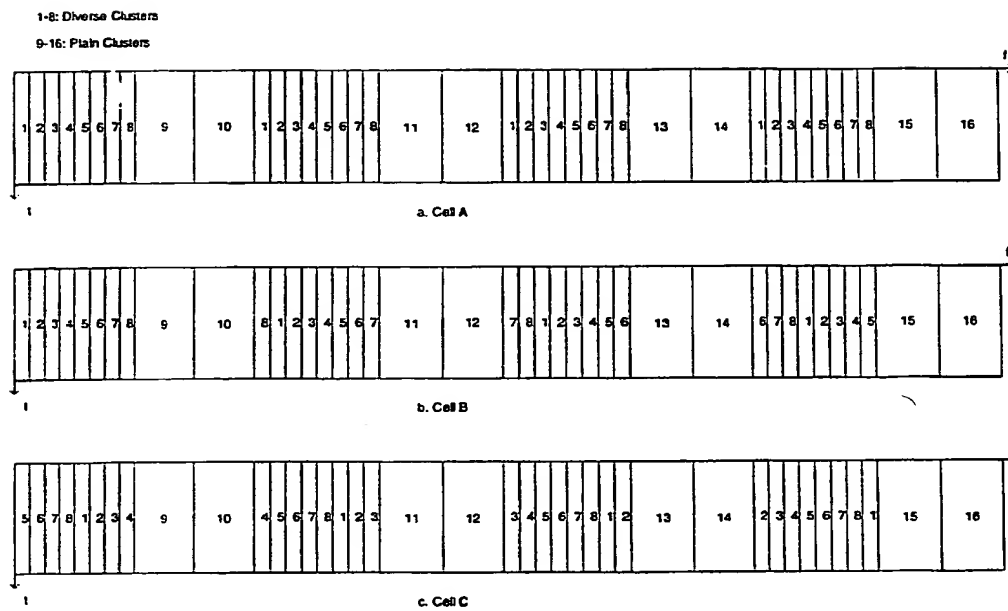 1-8: Diverse Clusters
9-16: Plain Clusters
f
1 2 3 4 5 6 7 8 9 10 1 2 3 4 5 6 7 8 11 12 1 2 3 4 5 6 7 8 13 14 1 2 3 4 5 6 7 8 15 16
t
a. Cell A
f
1 2 3 4 5 6 7 8 9 10 8 1 2 3 4 5 6 7 11 12 7 8 1 2 3 4 5 6 13 14 6 7 8 1 2 3 4 5 15 16
t
b. Cell B
f
5 6 7 8 1 2 3 4 9 10 4 5 6 7 8 1 2 3 11 12 3 4 5 6 7 8 1 2 13 14 2 3 4 5 6 7 8 1 15 16
t
c. Cell C